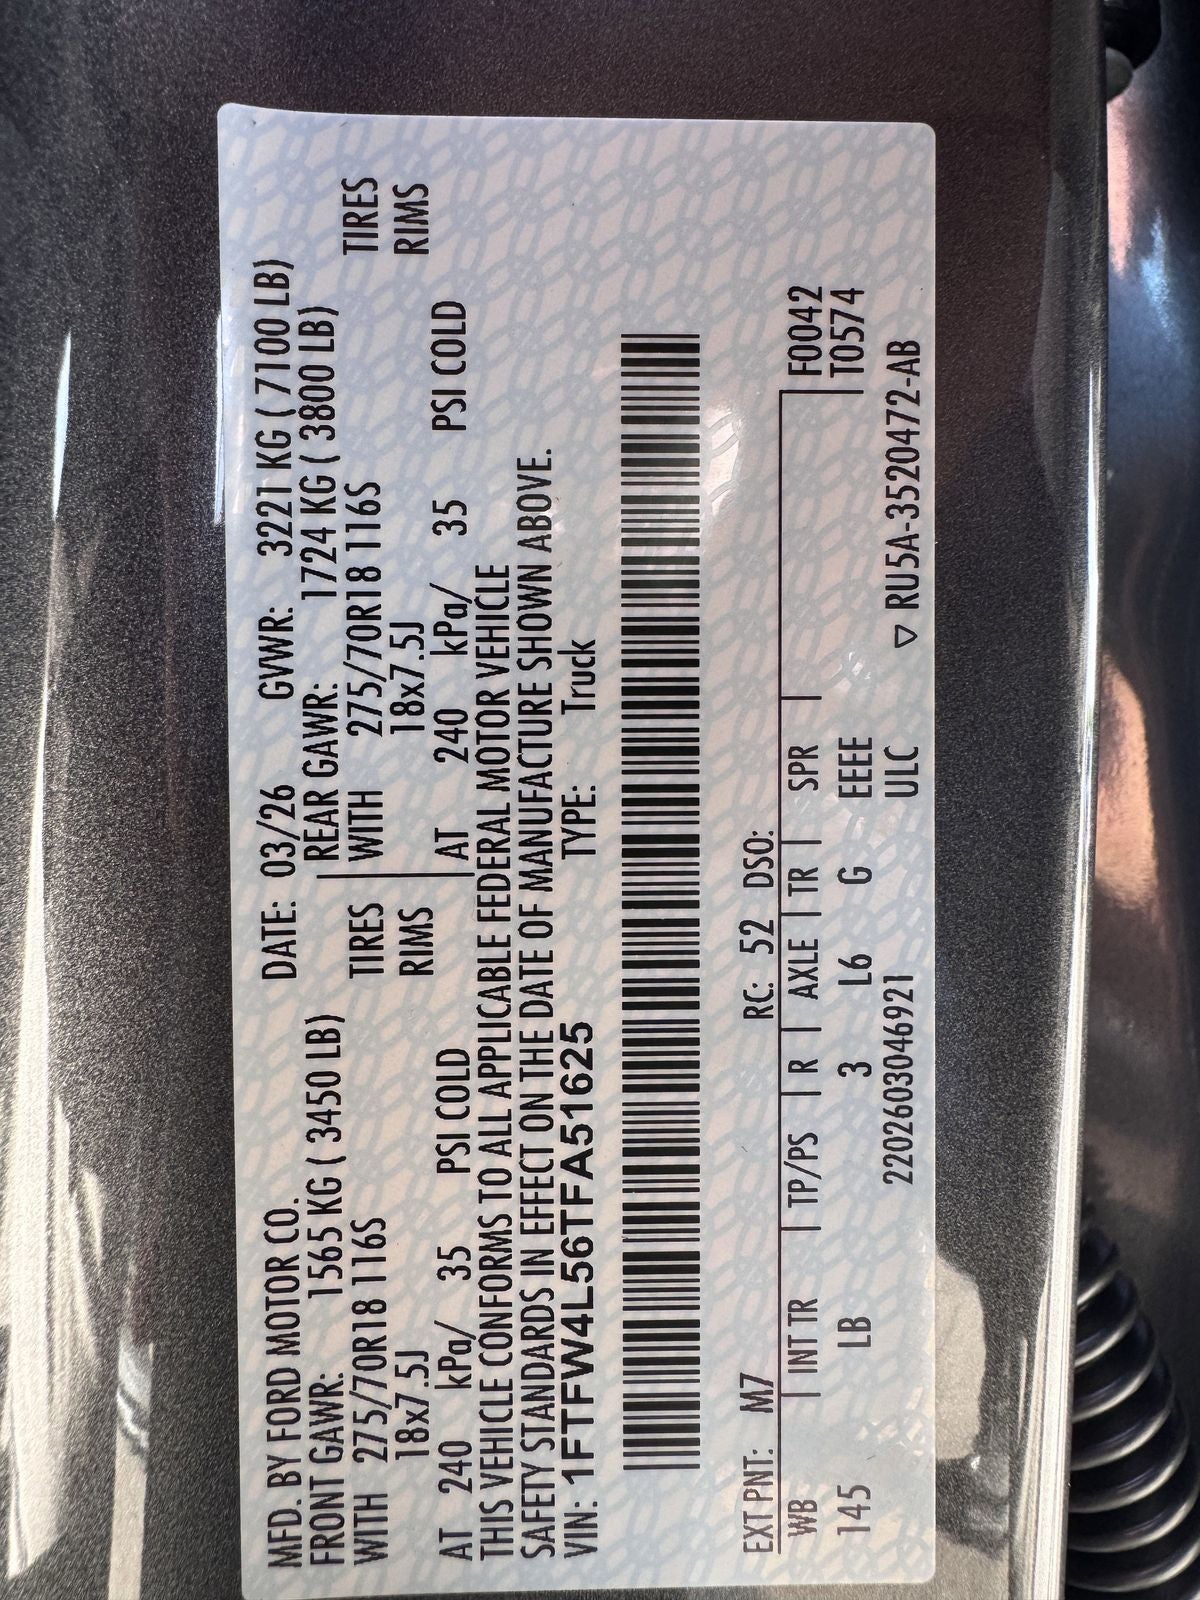 MFD. BY FORD MOTOR CO. DATE: 03/26 GVWR: 3221 KG ( 7100 LB)
FRONT GAWR: 1565 KG ( 3450 LB) REAR GAWR: 1724 KG ( 3800 LB)
WITH 275/70R18 116S TIRES WITH 275/70R18 116S TIRES
18x7.5J RIMS 18x7.5J RIMS
AT 240 kPa/ 35 PSI COLD AT 240 kPa/ 35 PSI COLD
THIS VEHICLE CONFORMS TO ALL APPLICABLE FEDERAL MOTOR VEHICLE
SAFETY STANDARDS IN EFFECT ON THE DATE OF MANUFACTURE SHOWN ABOVE.
VIN: 1FTFW4L56TFA51625 TYPE: Truck
EXT PNT: M7 RC: 52 DSO:
WB | INT TR | TP/PS | R | AXLE | TR | SPR | F0042
145 LB 3 L6 G EEEE T0574
2202603046921 ULC ▽ RU5A-3520472-AB